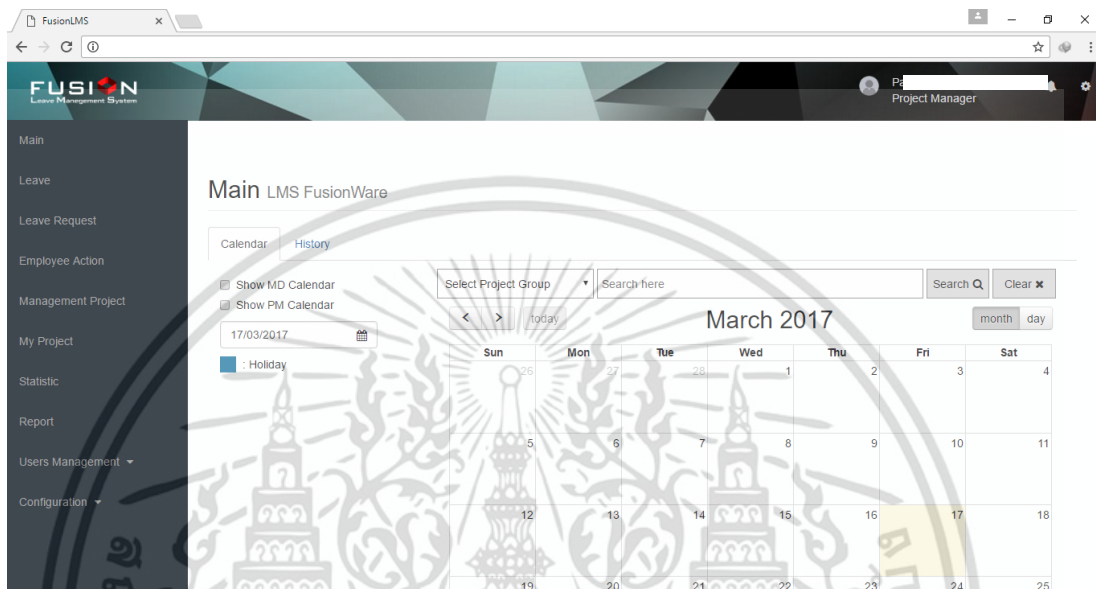 FusionLMS
FUSION
Leave Management System
Pa
Project Manager
Main
Leave
Leave Request
Employee Action
Management Project
My Project
Statistic
Report
Users Management
Configuration
Main LMS FusionWare
Calendar History
Show MD Calendar
Show PM Calendar
17/03/2017
: Holiday
Select Project Group Search here Search Clear
today March 2017 month day
Sun Mon Tue Wed Thu Fri Sat
26 27 28 1 2 3 4
5 6 7 8 9 10 11
12 13 14 15 16 17 18
19 20 21 22 23 24 25